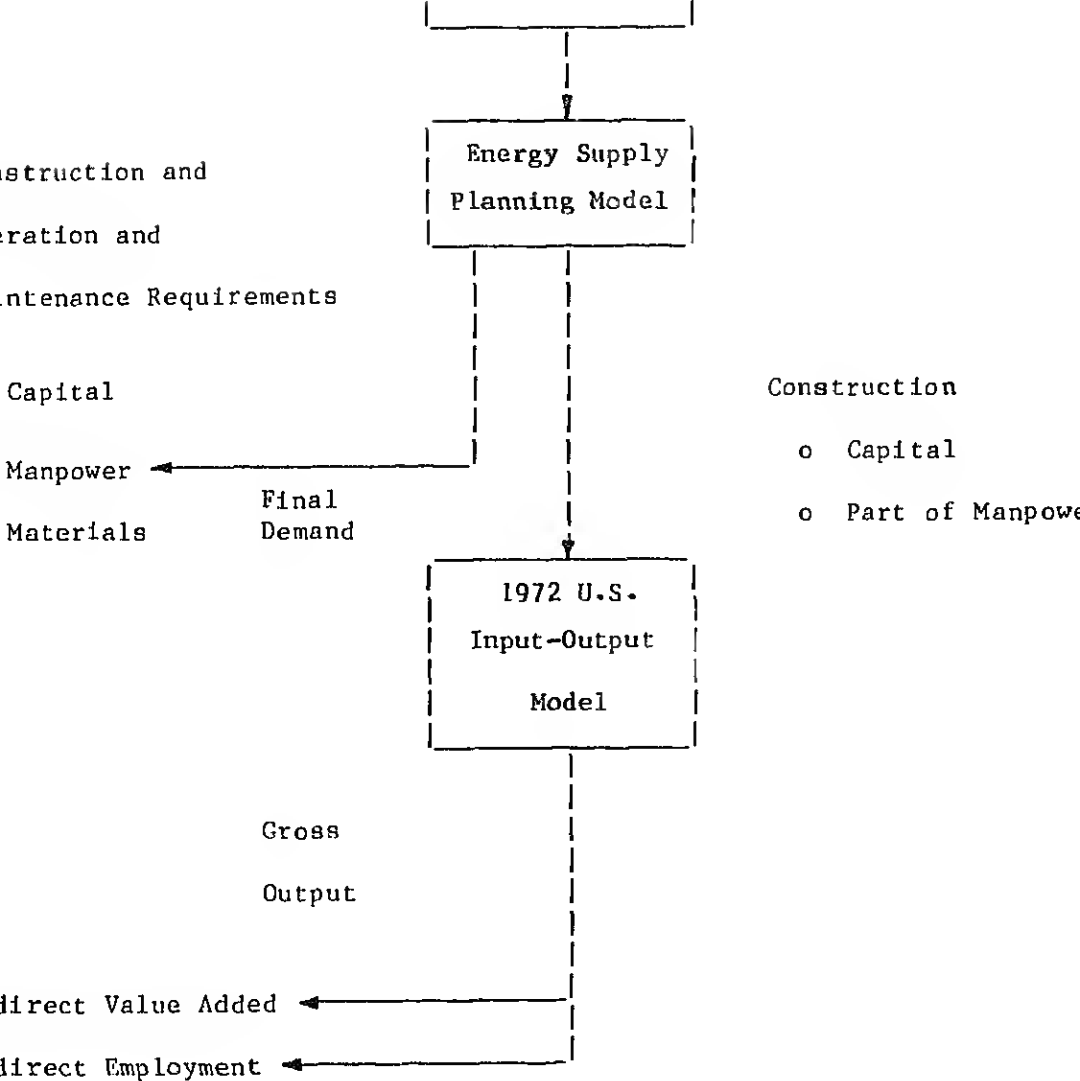 Energy Supply
Planning Model
nstruction and
eration and
intenance Requirements
Capital
Manpower
Materials
Final
Demand
Construction
o Capital
o Part of Manpowe
1972 U.S.
Input-Output
Model
Gross
Output
direct Value Added
direct Employment